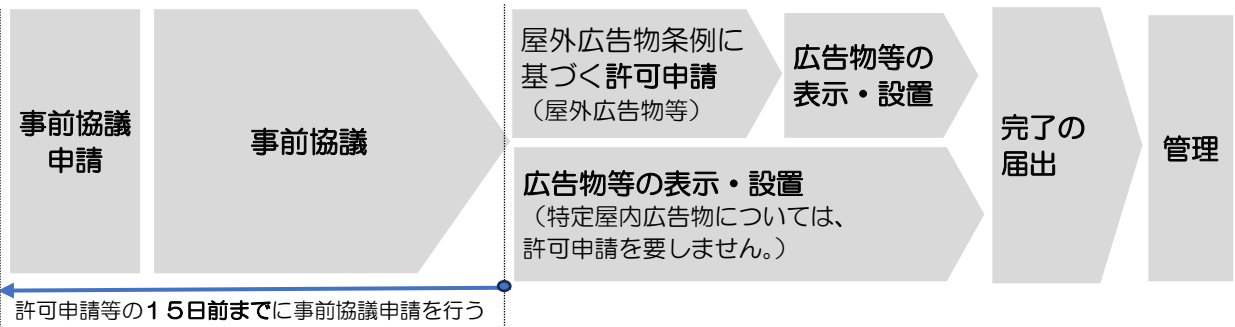 事前協議
申請
事前協議
屋外広告物条例に
基づく許可申請
（屋外広告物等）
広告物等の
表示・設置
広告物等の表示・設置
（特定屋内広告物については、
許可申請を要しません。）
完了の
届出
管理
許可申請等の１５日前までに事前協議申請を行う